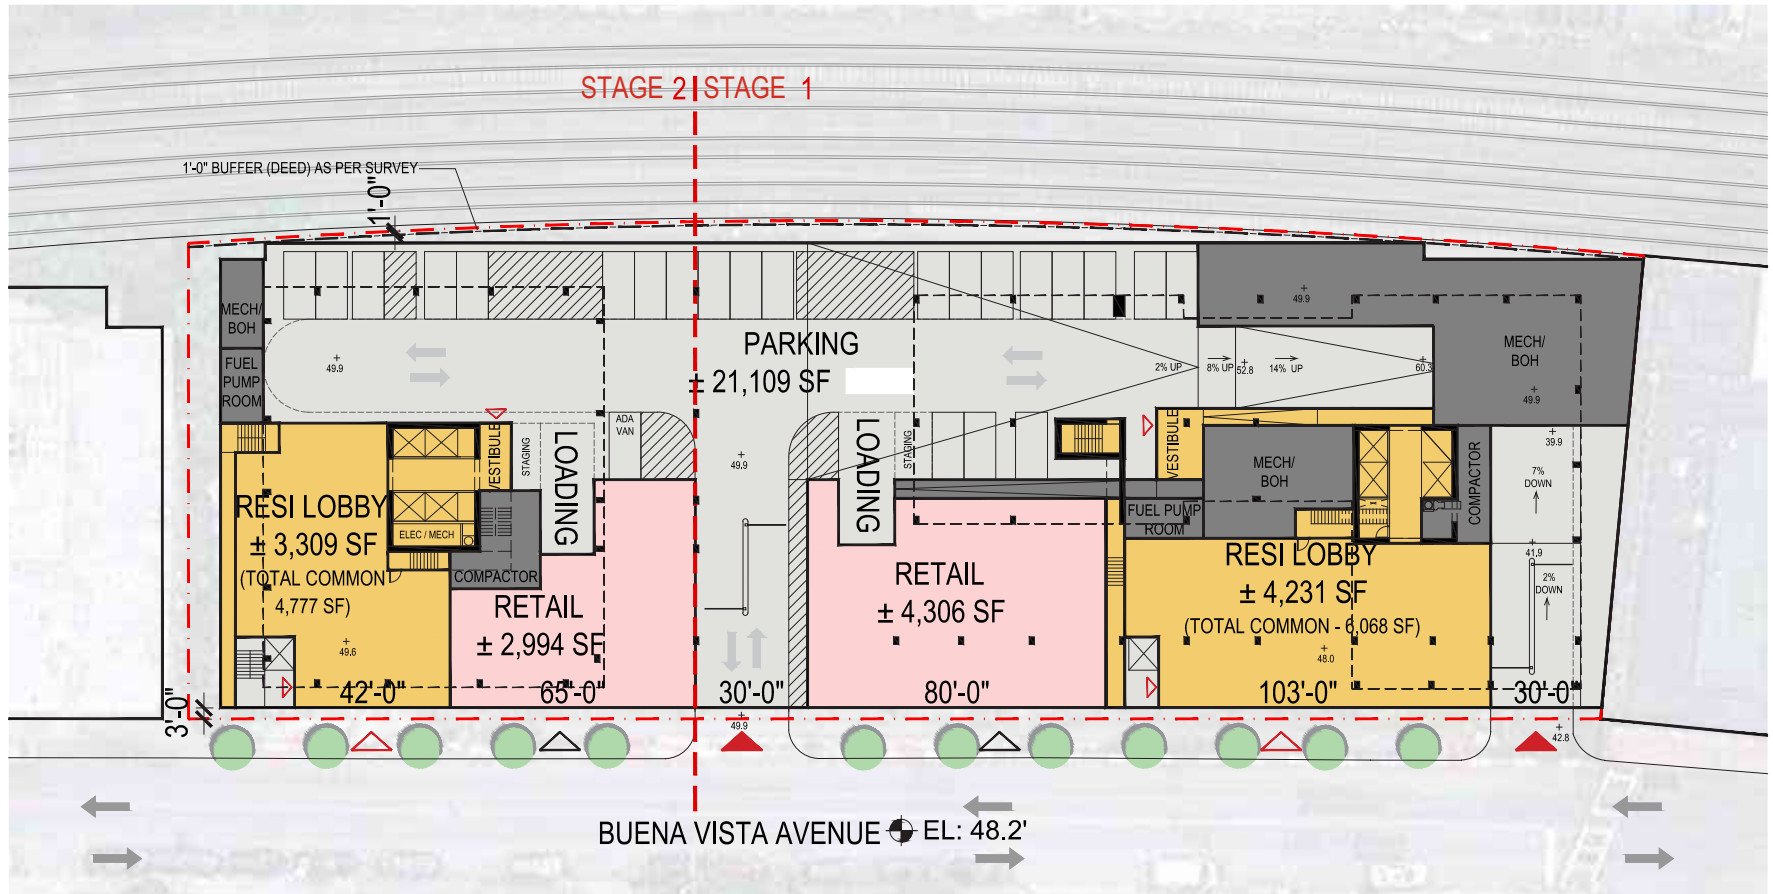 STAGE 2 STAGE 1
1'-0" BUFFER (DEED) AS PER SURVEY
1'-0"
MECH/
BOH
FUEL
PUMP
ROOM
49.9
PARKING
± 21,109 SF
2% UP
8% UP
52.8
14% UP
60.3
49.9
MECH/
BOH
49.9
ADA
VAN
VESTIBULE
STAGING
LOADING
49.9
LOADING
STAGING
VESTIBULE
MECH/
BOH
COMPACTOR
39.9
7%
DOWN
RESI LOBBY
± 3,309 SF
(TOTAL COMMON
4,777 SF)
49.6
ELEC / MECH
COMPACTOR
RETAIL
± 2,994 SF
RETAIL
± 4,306 SF
FUEL PUMP
ROOM
RESI LOBBY
± 4,231 SF
(TOTAL COMMON - 6,068 SF)
48.0
41.9
2%
DOWN
3'-0"
42'-0"
65'-0"
30'-0"
80'-0"
103'-0"
30'-0"
49.9
42.8
BUENA VISTA AVENUE EL: 48.2'